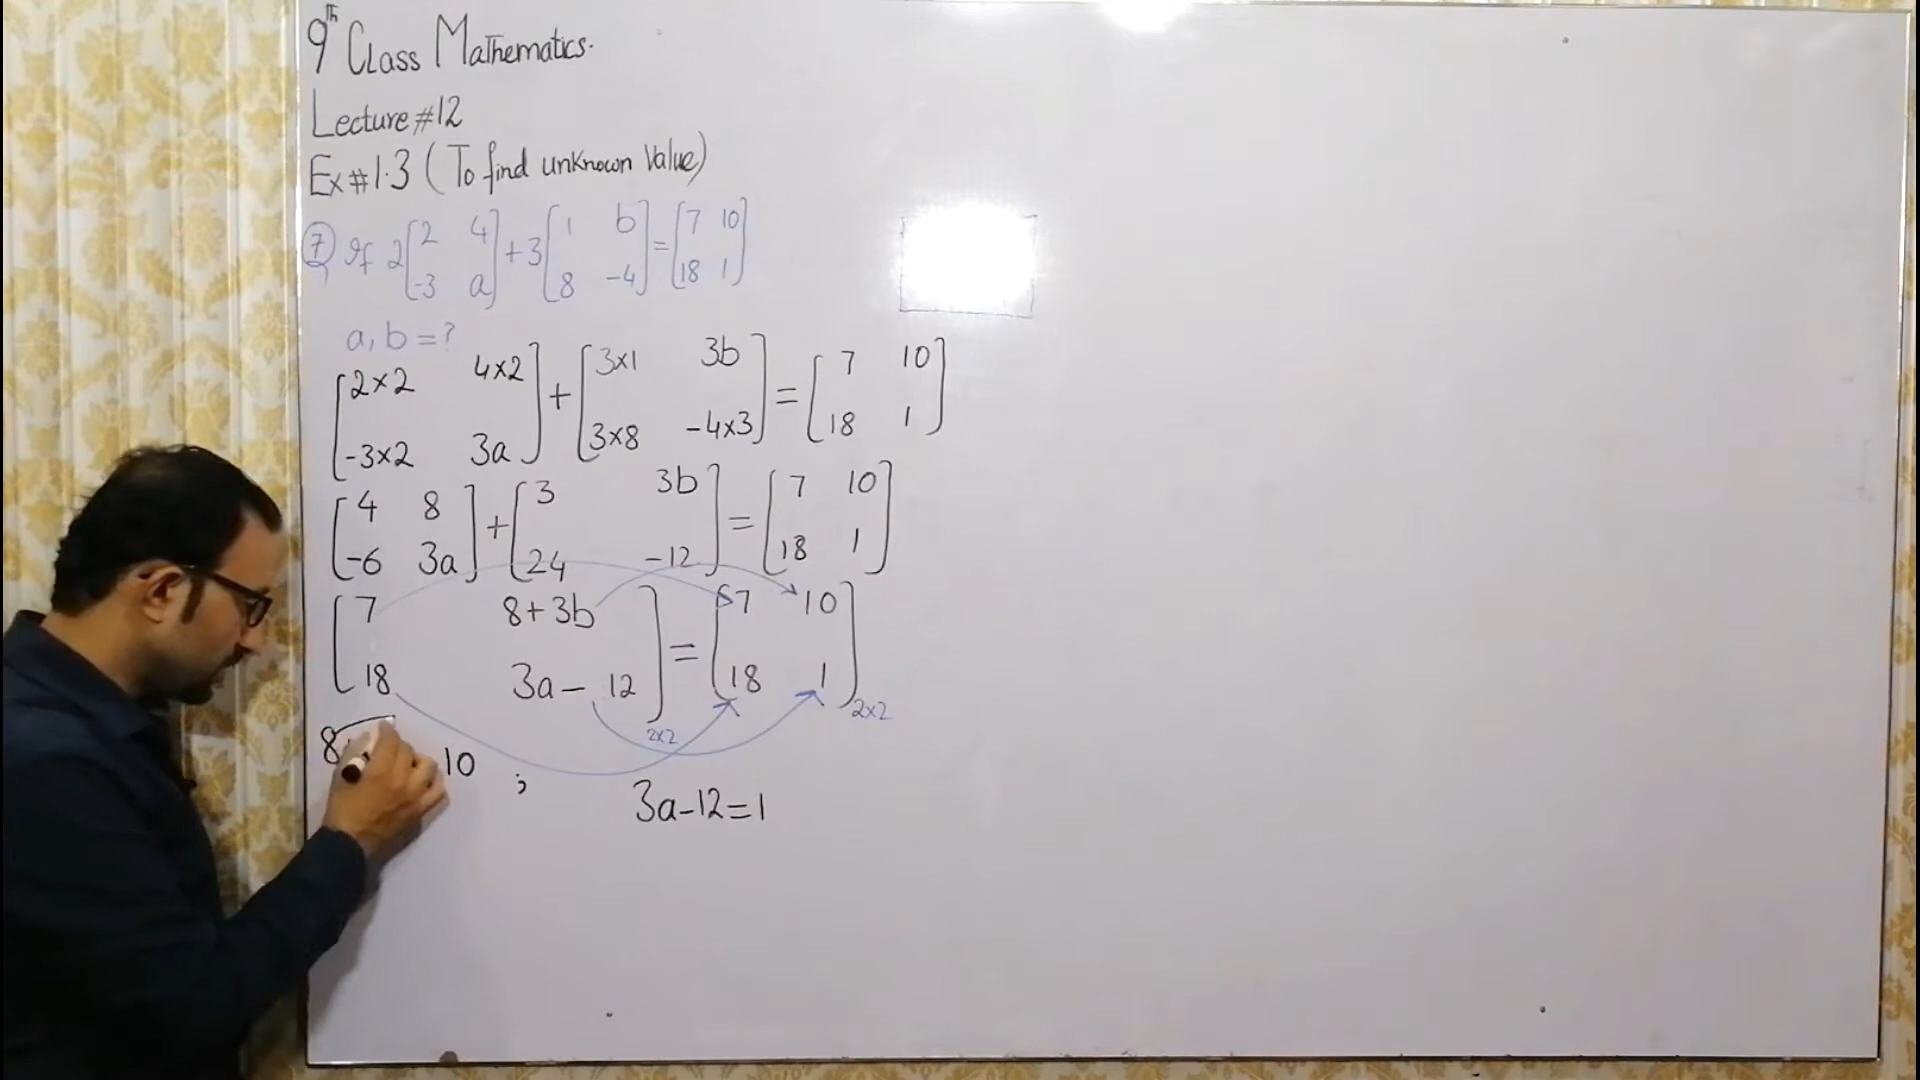 9th Class Mathematics.
Lecture #12
Ex#1.3 (To find unknown Value)
⑦ If 2[2 4; -3 a] + 3[1 b; 8 -4] = [7 10; 18 1]
a, b = ?
[2×2 4×2; -3×2 3a] + [3×1 3b; 3×8 -4×3] = [7 10; 18 1]
[4 8; -6 3a] + [3 3b; 24 -12] = [7 10; 18 1]
[7 8+3b; 18 3a-12]2×2 = [7 10; 18 1]2×2
8 10 ; 3a-12=1